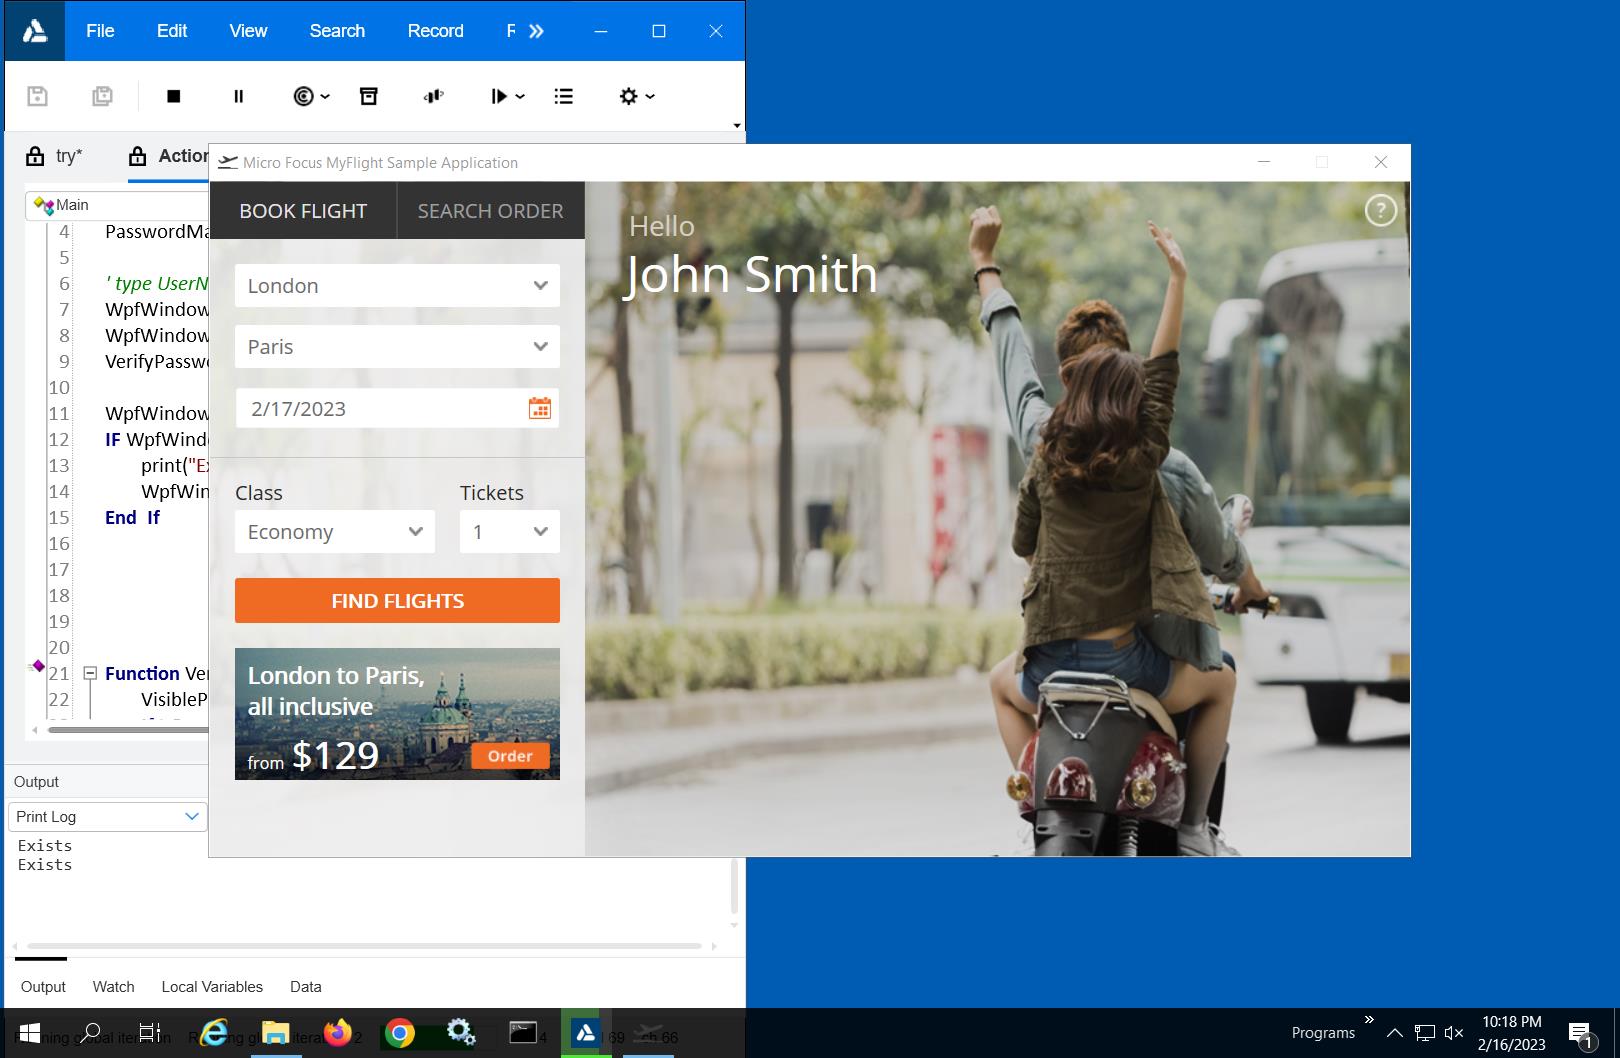 File Edit View Search Record
try*
Micro Focus MyFlight Sample Application
Main
4 PasswordMa
5
6 ' type UserN
7 WpfWindow
8 WpfWindow
9 VerifyPasswo
10
11 WpfWindow
12 IF WpfWindo
13 print("Ex
14 WpfWin
15 End If
16
17
18
19
20
21 Function Ver
22 VisibleP
BOOK FLIGHT SEARCH ORDER
London
Paris
2/17/2023
Class Tickets
Economy 1
FIND FLIGHTS
London to Paris,
all inclusive
from $129 Order
Hello
John Smith
?
Output
Print Log
Exists
Exists
Output Watch Local Variables Data
Programs
10:18 PM
2/16/2023
1